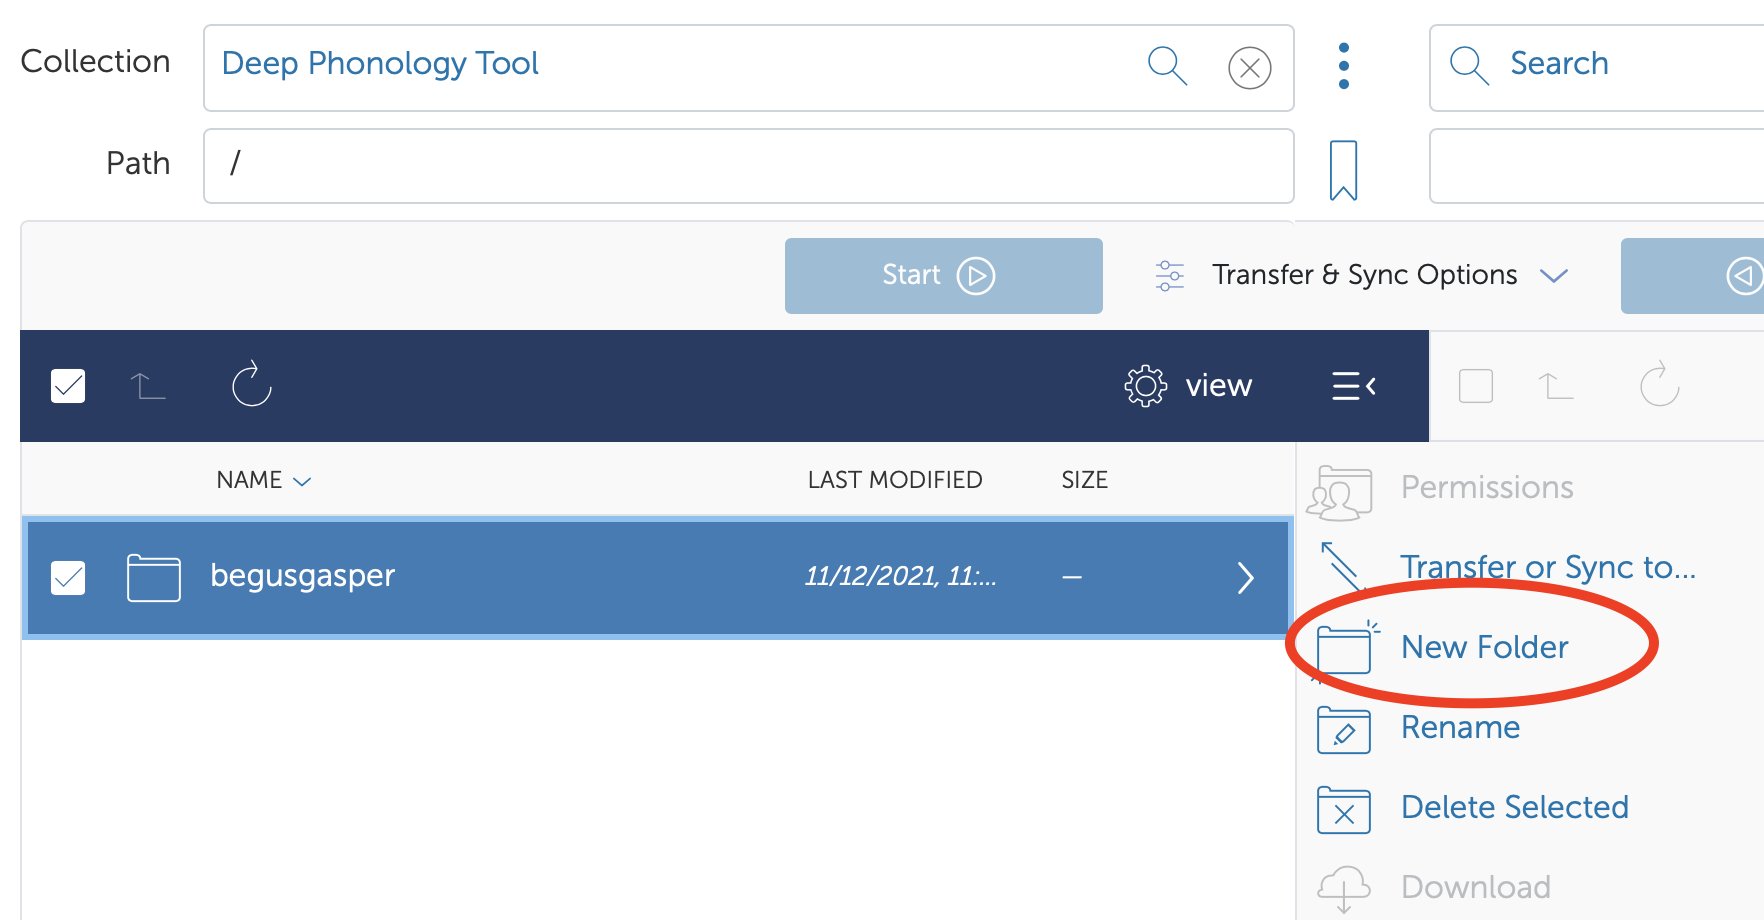 Collection
Deep Phonology Tool
Search
Path
/
Start
Transfer & Sync Options
view
NAME
LAST MODIFIED
SIZE
begusgasper
11/12/2021, 11:...
–
Permissions
Transfer or Sync to...
New Folder
Rename
Delete Selected
Download